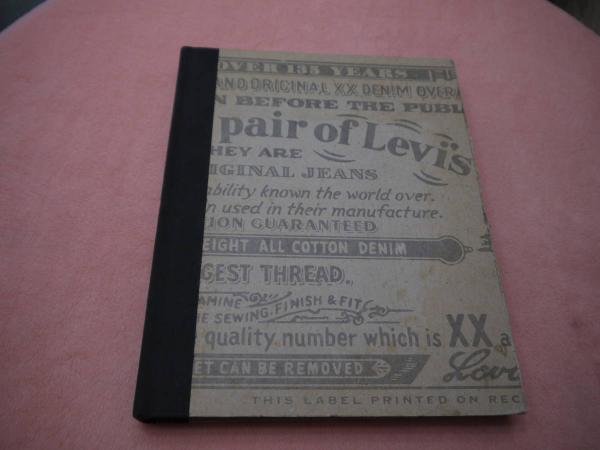 OVER 135 YEARS
AND ORIGINAL XX DENIM OVERA
N BEFORE THE PUBL
pair of Levi's
HEY ARE
IGINAL JEANS
ability known the world over.
n used in their manufacture.
ION GUARANTEED
EIGHT ALL COTTON DENIM
GEST THREAD.
AMINE
HE SEWING, FINISH & FIT
quality number which is XX a
ET CAN BE REMOVED
Levi
THIS LABEL PRINTED ON REC